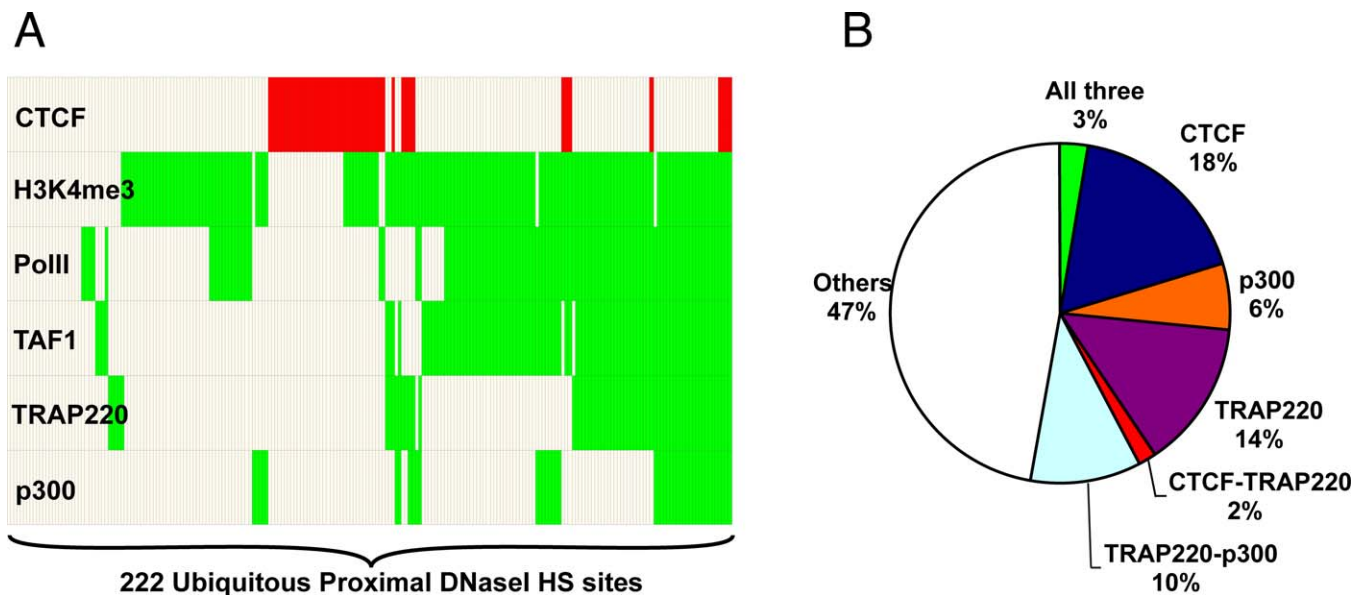 A
CTCF
H3K4me3
PolII
TAF1
TRAP220
p300
222 Ubiquitous Proximal DNaseI HS sites
B
All three
3%
CTCF
18%
p300
6%
TRAP220
14%
CTCF-TRAP220
2%
TRAP220-p300
10%
Others
47%